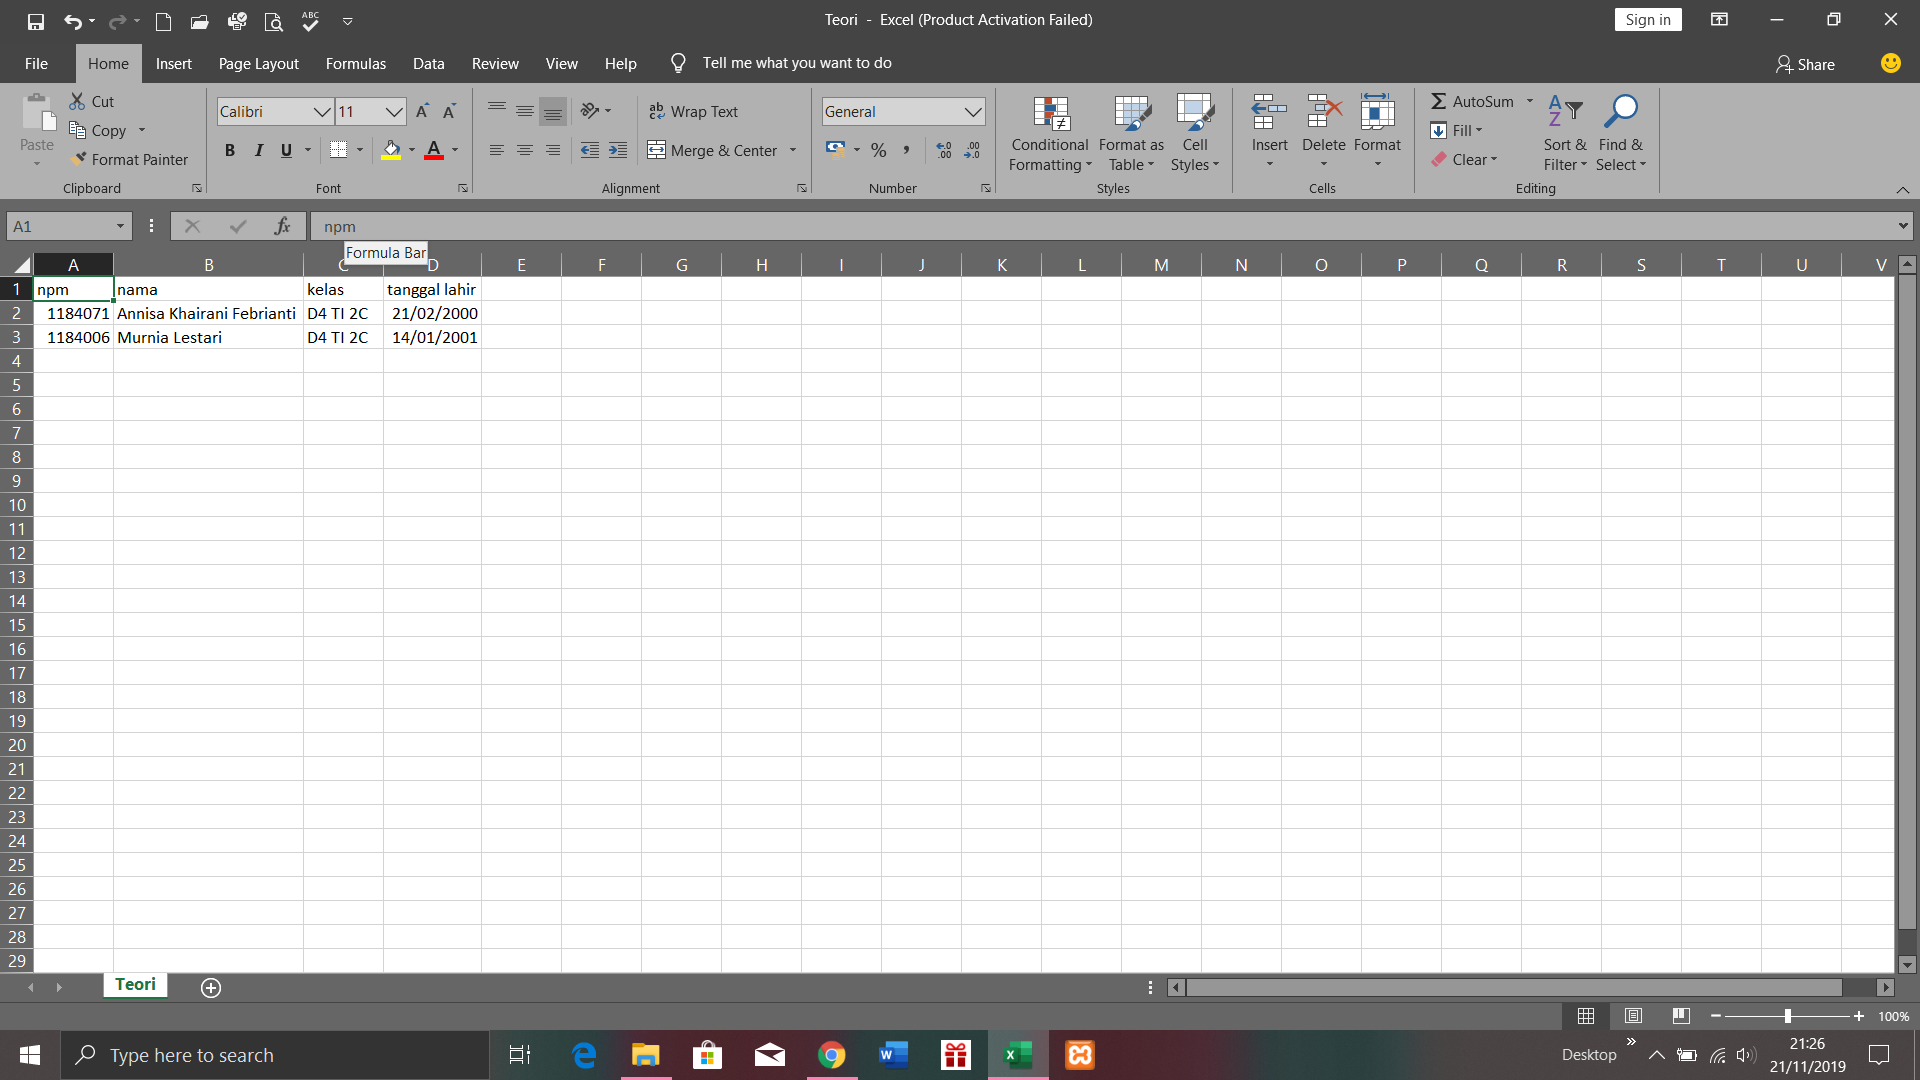 Teori - Excel (Product Activation Failed)
Sign in
File Home Insert Page Layout Formulas Data Review View Help Tell me what you want to do Share
Paste Cut Copy Format Painter Clipboard
Calibri 11 B I U A Font
Wrap Text Merge & Center Alignment
General % , Number
Conditional Formatting Format as Table Cell Styles Styles
Insert Delete Format Cells
AutoSum Fill Clear Sort & Filter Find & Select Editing
A1 fx npm
Formula Bar
A B C D E F G H I J K L M N O P Q R S T U V
1 npm nama kelas tanggal lahir
2 1184071 Annisa Khairani Febrianti D4 TI 2C 21/02/2000
3 1184006 Murnia Lestari D4 TI 2C 14/01/2001
4
5
6
7
8
9
10
11
12
13
14
15
16
17
18
19
20
21
22
23
24
25
26
27
28
29
Teori
100%
Type here to search
Desktop
21:26
21/11/2019